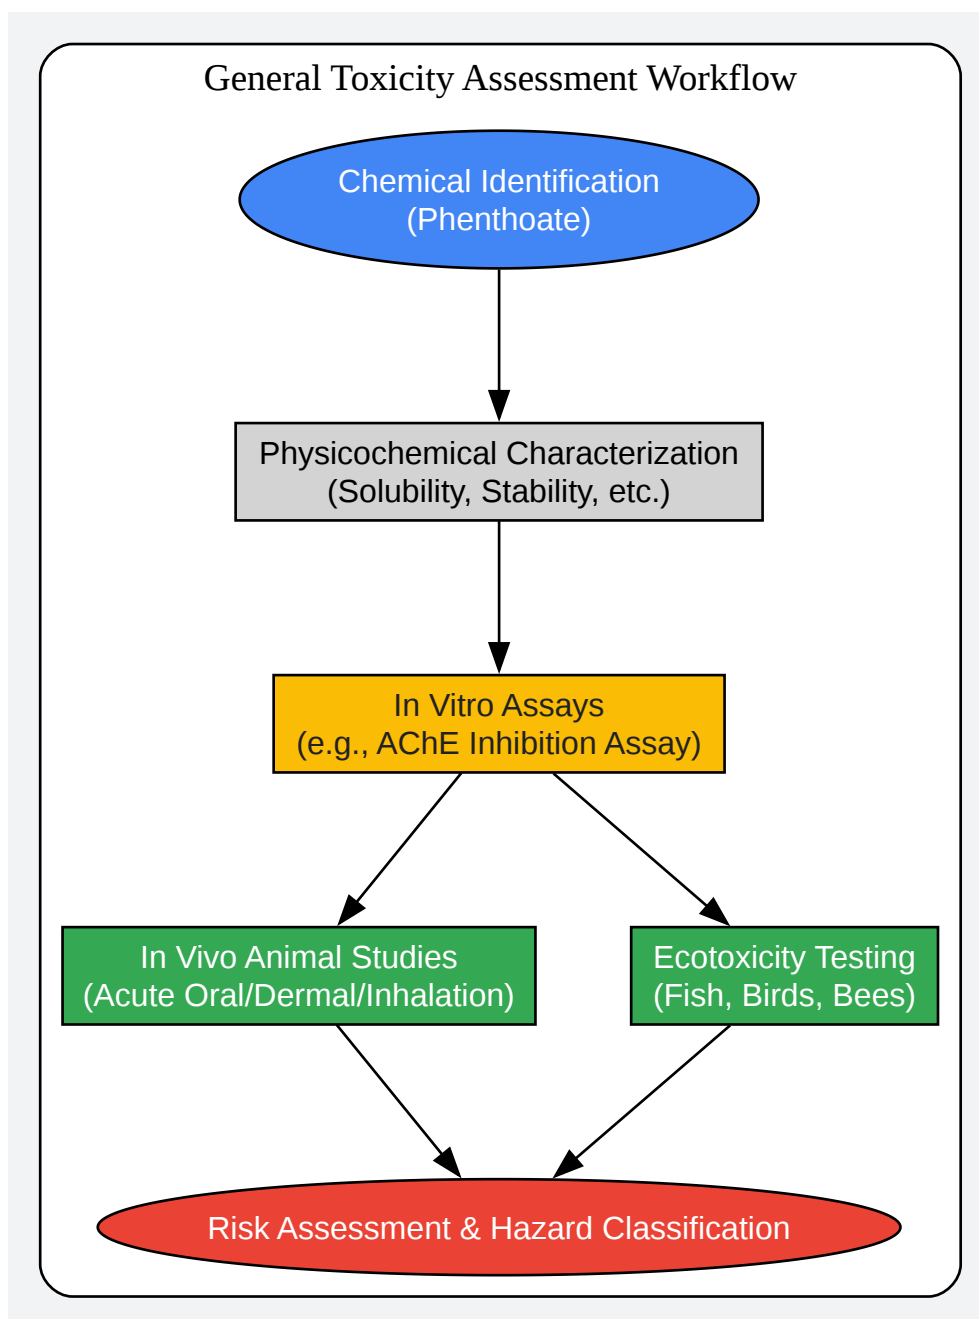 General Toxicity Assessment Workflow
Chemical Identification
(Phenthoate)
Physicochemical Characterization
(Solubility, Stability, etc.)
In Vitro Assays
(e.g., AChE Inhibition Assay)
In Vivo Animal Studies
(Acute Oral/Dermal/Inhalation)
Ecotoxicity Testing
(Fish, Birds, Bees)
Risk Assessment & Hazard Classification